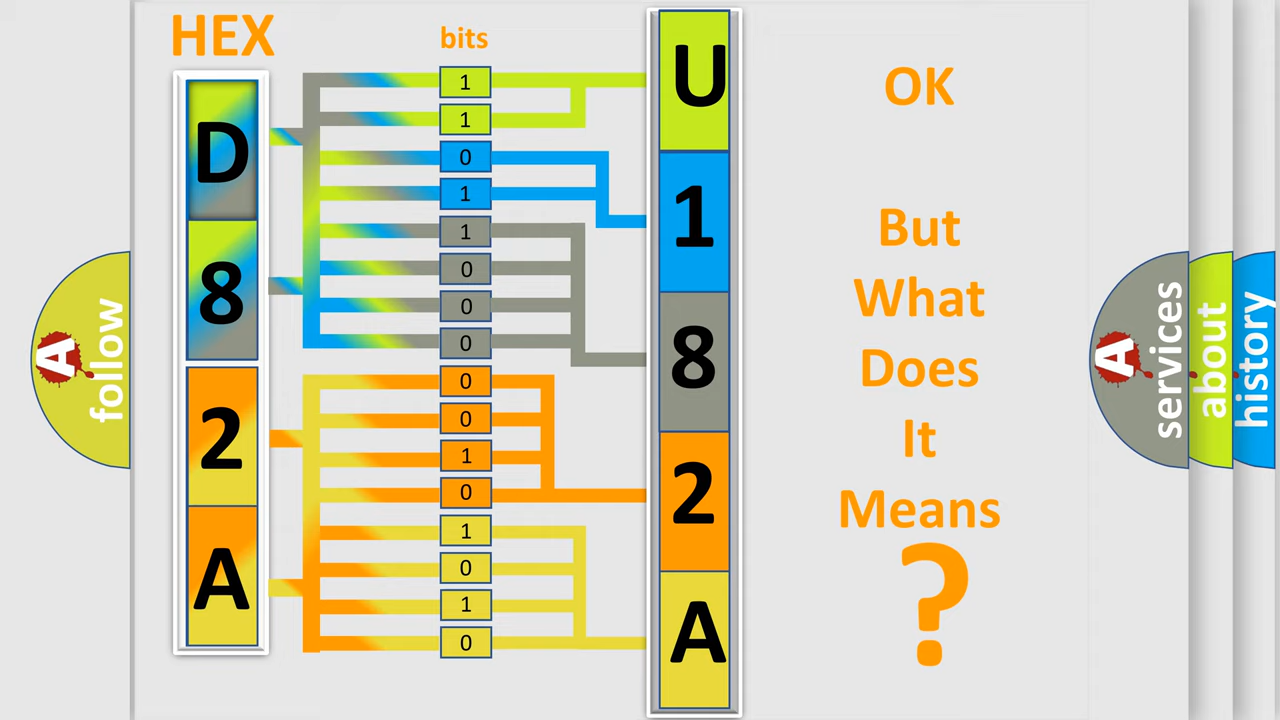 HEX
bits
D
8
2
A
1
1
0
1
1
0
0
0
0
0
1
0
1
0
1
0
U
1
8
2
A
OK
But
What
Does
It
Means
?
A
follow
A
services
about
history